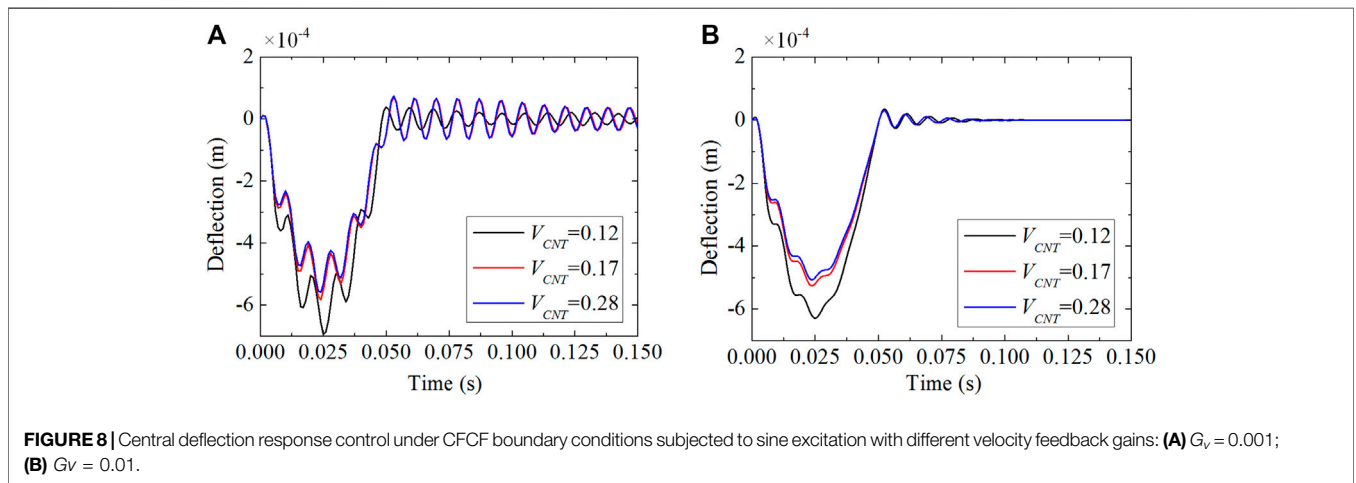 A
×10⁻⁴
2
0
-2
-4
-6
Deflection (m)
V_CNT=0.12
V_CNT=0.17
V_CNT=0.28
0.000 0.025 0.050 0.075 0.100 0.125 0.150
Time (s)
B
×10⁻⁴
2
0
-2
-4
-6
Deflection (m)
V_CNT=0.12
V_CNT=0.17
V_CNT=0.28
0.000 0.025 0.050 0.075 0.100 0.125 0.150
Time (s)
FIGURE 8 | Central deflection response control under CFCF boundary conditions subjected to sine excitation with different velocity feedback gains: (A) G_v = 0.001;
(B) Gv = 0.01.